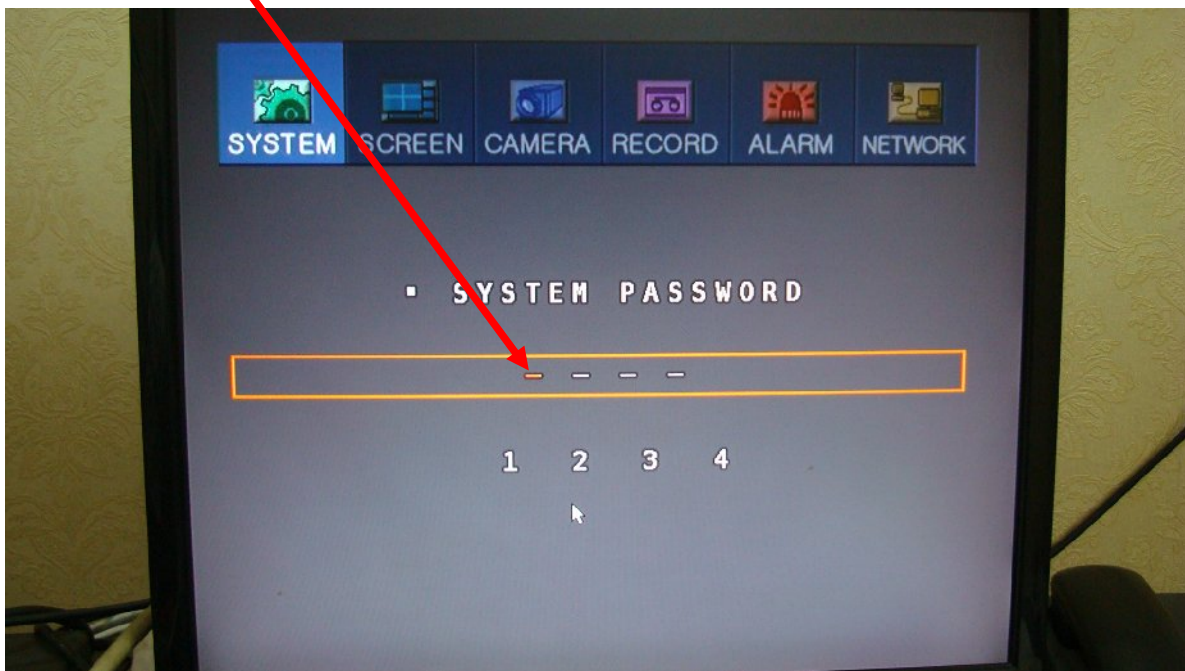 SYSTEM SCREEN CAMERA RECORD ALARM NETWORK
▪ SYSTEM PASSWORD
_ _ _ _
1 2 3 4